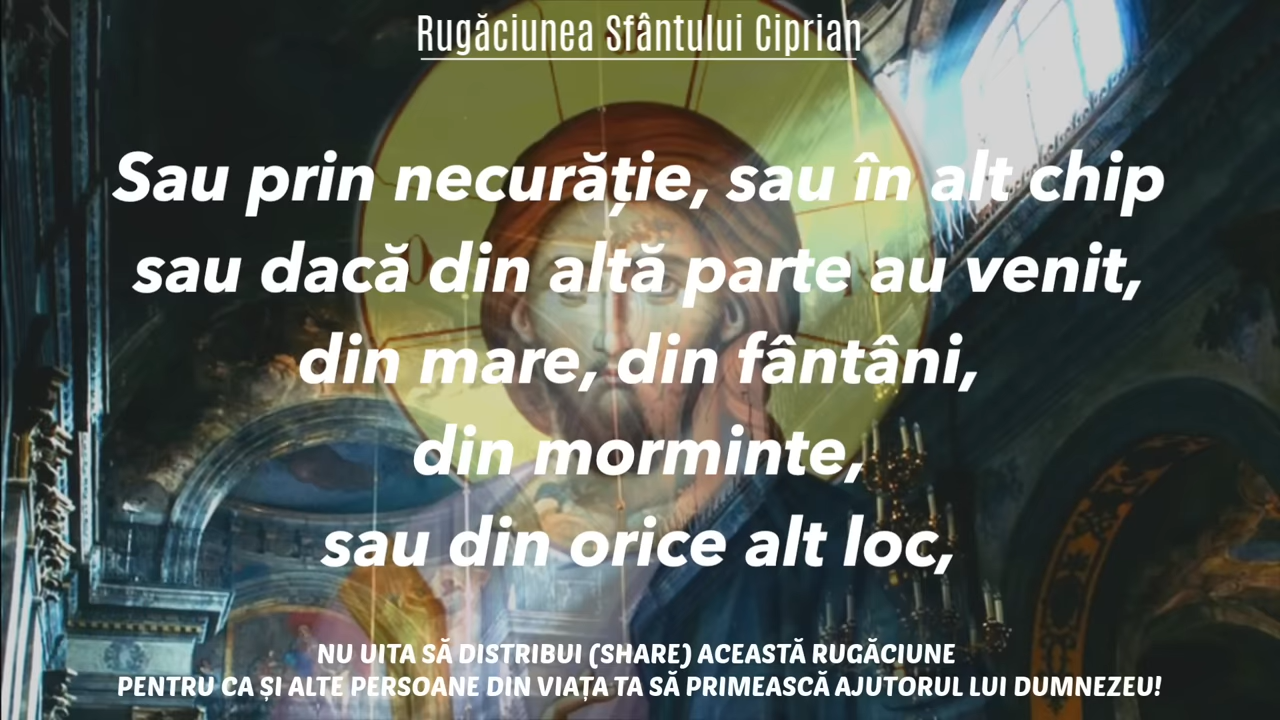 Rugăciunea Sfântului Ciprian
Sau prin necurăție, sau în alt chip
sau dacă din altă parte au venit,
din mare, din fântâni,
din morminte,
sau din orice alt loc,
NU UITA SĂ DISTRIBUI (SHARE) ACEASTĂ RUGĂCIUNE
PENTRU CA ȘI ALTE PERSOANE DIN VIAȚA TA SĂ PRIMEASCĂ AJUTORUL LUI DUMNEZEU!